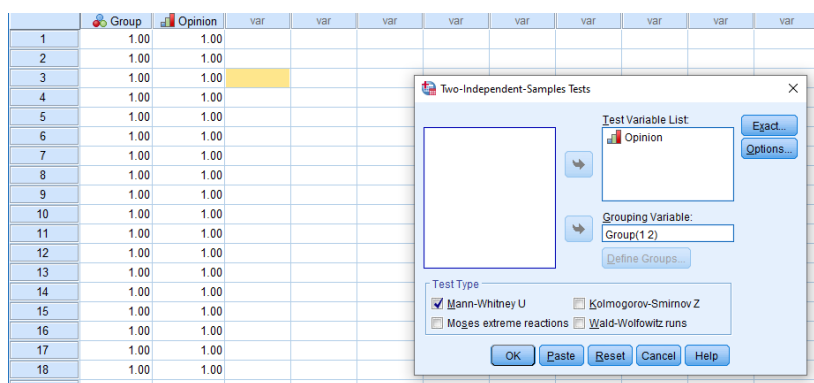 Group Opinion var var var var var var var var var
1 1.00 1.00
2 1.00 1.00
3 1.00 1.00
4 1.00 1.00
5 1.00 1.00
6 1.00 1.00
7 1.00 1.00
8 1.00 1.00
9 1.00 1.00
10 1.00 1.00
11 1.00 1.00
12 1.00 1.00
13 1.00 1.00
14 1.00 1.00
15 1.00 1.00
16 1.00 1.00
17 1.00 1.00
18 1.00 1.00
Two-Independent-Samples Tests
Test Variable List:
Opinion
Exact...
Options...
Grouping Variable:
Group(1 2)
Define Groups...
Test Type
Mann-Whitney U Kolmogorov-Smirnov Z
Moses extreme reactions Wald-Wolfowitz runs
OK Paste Reset Cancel Help